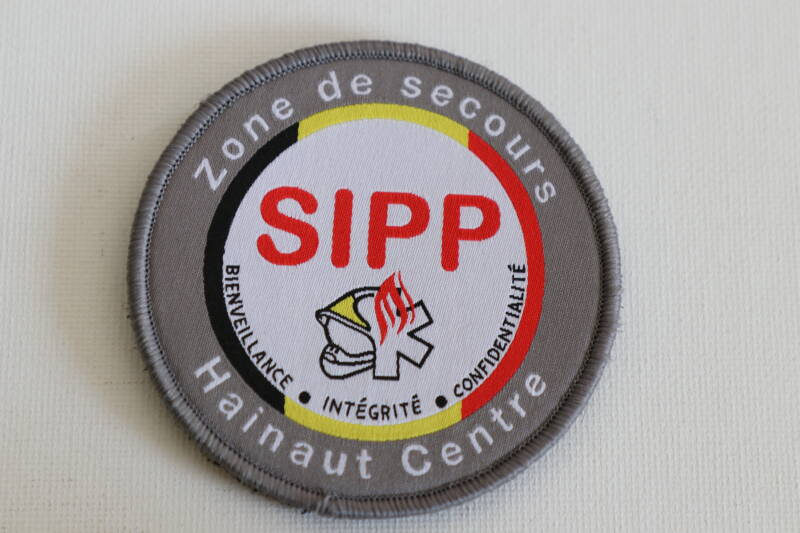 Zone de secours
SIPP
BIENVEILLANCE • INTÉGRITÉ • CONFIDENTIALITÉ
Hainaut Centre